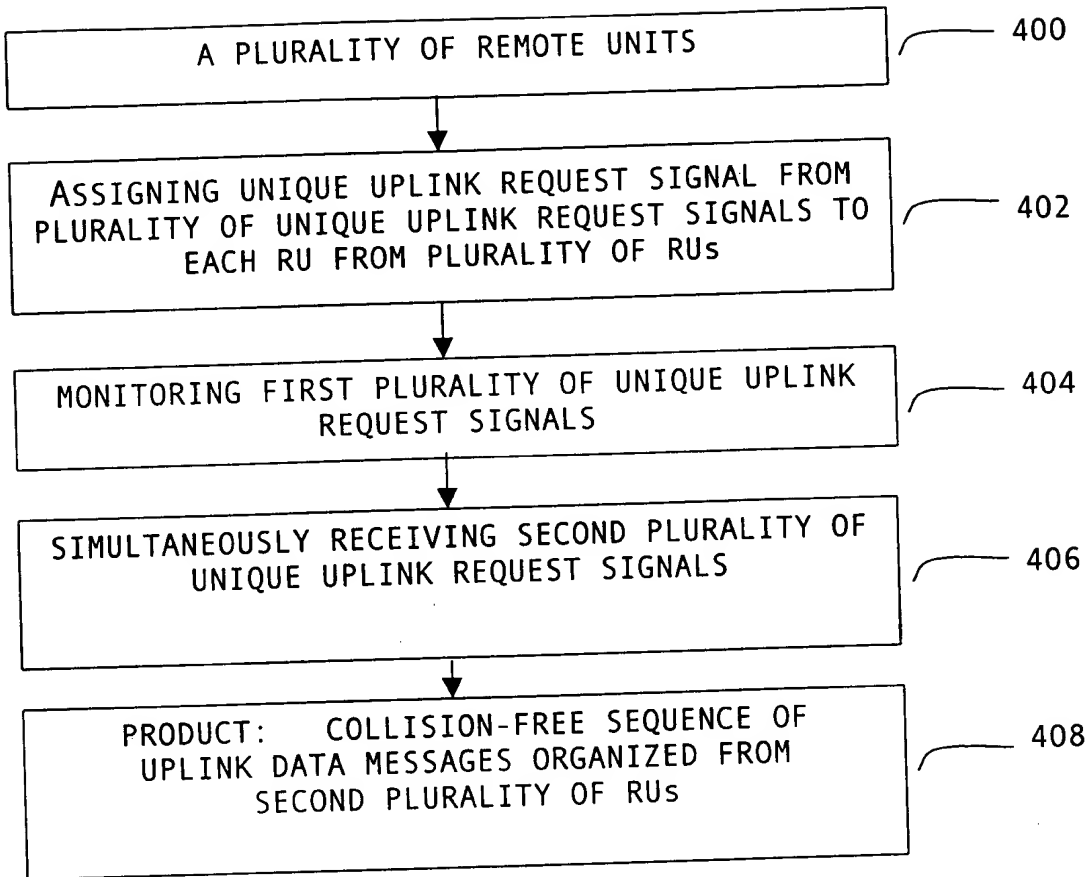 A PLURALITY OF REMOTE UNITS
400
ASSIGNING UNIQUE UPLINK REQUEST SIGNAL FROM
PLURALITY OF UNIQUE UPLINK REQUEST SIGNALS TO
EACH RU FROM PLURALITY OF RUs
402
MONITORING FIRST PLURALITY OF UNIQUE UPLINK
REQUEST SIGNALS
404
SIMULTANEOUSLY RECEIVING SECOND PLURALITY OF
UNIQUE UPLINK REQUEST SIGNALS
406
PRODUCT: COLLISION-FREE SEQUENCE OF
UPLINK DATA MESSAGES ORGANIZED FROM
SECOND PLURALITY OF RUs
408